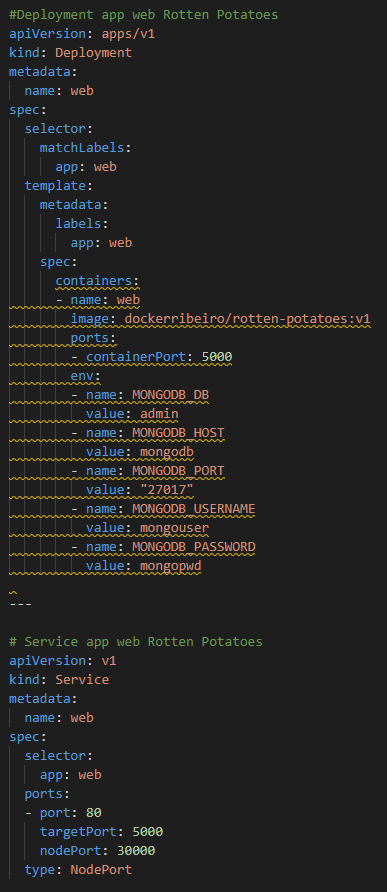 #Deployment app web Rotten Potatoes
apiVersion: apps/v1
kind: Deployment
metadata:
  name: web
spec:
  selector:
    matchLabels:
      app: web
  template:
    metadata:
      labels:
        app: web
    spec:
      containers:
      - name: web
        image: dockerribeiro/rotten-potatoes:v1
        ports:
        - containerPort: 5000
        env:
        - name: MONGODB_DB
          value: admin
        - name: MONGODB_HOST
          value: mongodb
        - name: MONGODB_PORT
          value: "27017"
        - name: MONGODB_USERNAME
          value: mongouser
        - name: MONGODB_PASSWORD
          value: mongopwd

---

# Service app web Rotten Potatoes
apiVersion: v1
kind: Service
metadata:
  name: web
spec:
  selector:
    app: web
  ports:
  - port: 80
    targetPort: 5000
    nodePort: 30000
  type: NodePort